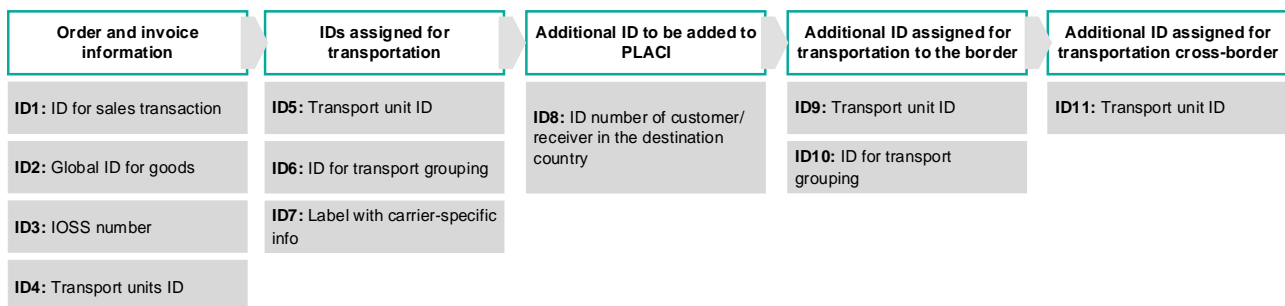 Order and invoice
information
ID1: ID for sales transaction
ID2: Global ID for goods
ID3: IOSS number
ID4: Transport units ID
IDs assigned for
transportation
ID5: Transport unit ID
ID6: ID for transport grouping
ID7: Label with carrier-specific
info
Additional ID to be added to
PLACI
ID8: ID number of customer/
receiver in the destination
country
Additional ID assigned for
transportation to the border
ID9: Transport unit ID
ID10: ID for transport
grouping
Additional ID assigned for
transportation cross-border
ID11: Transport unit ID